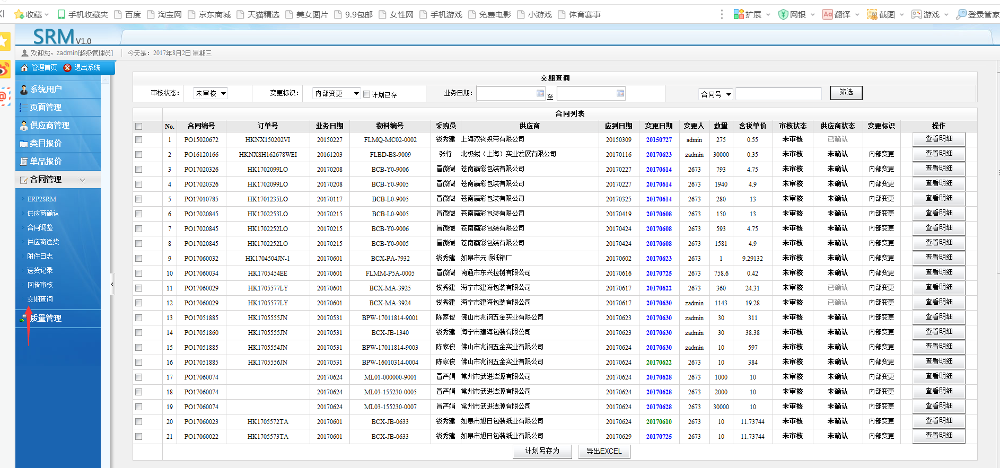 收藏 手机收藏夹 百度 淘宝网 京东商城 天猫精选 美女图片 9.9包邮 女性网 手机游戏 免费电影 小游戏 体育赛事 扩展 网银 翻译 截图 游戏 登录管家
SRM V1.0
欢迎您，zadmin[超级管理员] 今天是：2017年8月2日 星期三
管理首页 退出系统
系统用户
页面管理
供应商管理
类目报价
单品报价
合同管理
ERP2SRM
供应商确认
合同调整
供应商送货
附件日志
送货记录
回传审核
交期查询
质量管理
交期查询
审核状态： 未审核 变更标识： 内部变更 计划已存 业务日期： 至 合同号 筛选
合同列表
No. 合同编号 订单号 业务日期 物料编号 采购员 供应商 应到日期 变更日期 变更人 数量 含税单价 审核状态 供应商状态 变更标识 操作
1 PO15020672 HKNX150202VI 20150227 FLMQ-MC02-0002 钱秀建 上海双钩织带有限公司 20150309 20150727 admin 275 0.55 未审核 已确认 查看明细
2 PO16120166 HKNXSH162678WEI 20161203 FLBD-BS-9009 张行 北极绒（上海）实业发展有限公司 20170116 20170623 zadmin 30000 0.35 未审核 未确认 内部变更 查看明细
3 PO17020326 HK1702099LO 20170208 BCB-Y0-9006 冒微微 苍南赢彩包装有限公司 20170227 20170614 2673 793 4.75 未审核 未确认 内部变更 查看明细
4 PO17020326 HK1702099LO 20170208 BCB-Y0-9005 冒微微 苍南赢彩包装有限公司 20170227 20170614 2673 1940 4.9 未审核 未确认 内部变更 查看明细
5 PO17010785 HK1701235LO 20170117 BCB-L0-9005 冒微微 苍南赢彩包装有限公司 20170325 20170614 2673 280 13 未审核 未确认 内部变更 查看明细
6 PO17020845 HK1702253LO 20170215 BCB-L0-9005 冒微微 苍南赢彩包装有限公司 20170419 20170608 2673 150 13 未审核 未确认 内部变更 查看明细
7 PO17020845 HK1702252LO 20170215 BCB-Y0-9006 冒微微 苍南赢彩包装有限公司 20170424 20170608 2673 593 4.75 未审核 未确认 内部变更 查看明细
8 PO17020845 HK1702252LO 20170215 BCB-Y0-9005 冒微微 苍南赢彩包装有限公司 20170424 20170608 2673 1581 4.9 未审核 未确认 内部变更 查看明细
9 PO17060032 HK1704504JN-1 20170601 BCX-PA-7932 钱秀建 如皋市元顺纸箱厂 20170602 20170623 2673 1 9.29132 未审核 未确认 内部变更 查看明细
10 PO17060034 HK1705454EE 20170601 FLMM-P5A-0005 冒微微 南通市东兴拉链有限公司 20170616 20170725 2673 758.6 0.42 未审核 未确认 内部变更 查看明细
11 PO17060029 HK1705577LY 20170601 BCX-MA-3925 钱秀建 海宁市建海包装有限公司 20170617 20170622 2673 360 24.31 未审核 已确认 内部变更 查看明细
12 PO17060029 HK1705577LY 20170601 BCX-MA-3924 钱秀建 海宁市建海包装有限公司 20170617 20170630 zadmin 1143 19.28 未审核 已确认 内部变更 查看明细
13 PO17051885 HK1705555JN 20170531 BPW-17011814-9001 陈家俊 佛山市兆钢五金实业有限公司 20170623 20170630 zadmin 30 311 未审核 未确认 内部变更 查看明细
14 PO17051860 HK1705555JN 20170531 BCX-JB-1340 钱秀建 海宁市建海包装有限公司 20170623 20170630 zadmin 30 38.38 未审核 未确认 内部变更 查看明细
15 PO17051885 HK1705554JN 20170531 BPW-17011814-9003 陈家俊 佛山市兆钢五金实业有限公司 20170624 20170630 zadmin 10 597 未审核 未确认 内部变更 查看明细
16 PO17051885 HK1705556JN 20170531 BPW-16010314-0004 陈家俊 佛山市兆钢五金实业有限公司 20170624 20170622 2673 10 384 未审核 未确认 内部变更 查看明细
17 PO17060074 20170624 ML01-000000-9001 冒严娟 常州市武进洁源有限公司 20170624 20170628 2673 1000 10 未审核 未确认 内部变更 查看明细
18 PO17060074 20170624 ML03-155230-0005 冒严娟 常州市武进洁源有限公司 20170624 20170628 2673 2000 10 未审核 未确认 内部变更 查看明细
19 PO17060074 20170624 ML03-155230-0007 冒严娟 常州市武进洁源有限公司 20170624 20170628 2673 30000 10 未审核 未确认 内部变更 查看明细
20 PO17060023 HK1705572TA 20170601 BCX-JB-0633 钱秀建 如皋市旭日包装纸业有限公司 20170624 20170610 2673 10 11.73744 未审核 未确认 内部变更 查看明细
21 PO17060022 HK1705573TA 20170601 BCX-JB-0633 钱秀建 如皋市旭日包装纸业有限公司 20170629 20170725 2673 10 11.73744 未审核 未确认 内部变更 查看明细
计划另存为 导出EXCEL